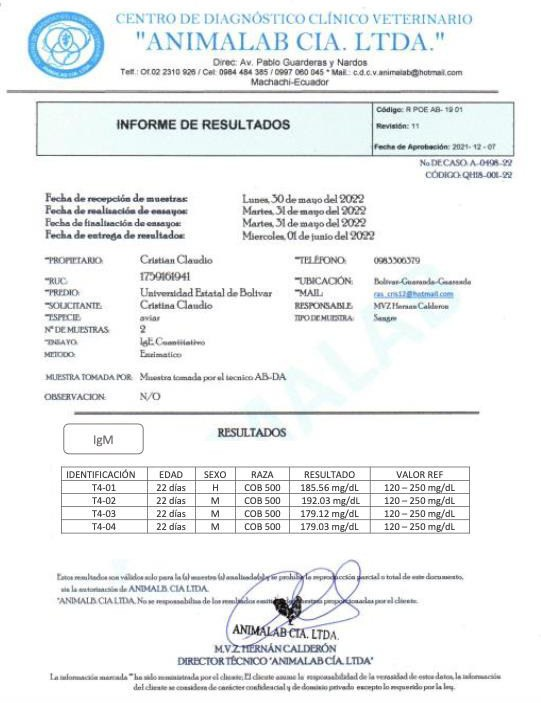 CENTRO DE DIAGNÓSTICO CLÍNICO VETERINARIO
"ANIMALAB CIA. LTDA."
Direc: Av. Pablo Guarderas y Nardos
Telf.: Of.02 2310 926 / Cel: 0984 484 385 / 0997 060 045 * Mail.: c.d.c.v.animalab@hotmail.com
Machachi-Ecuador
INFORME DE RESULTADOS
Código: R POE AB- 19 01
Revisión: 11
Fecha de Aprobación: 2021- 12 - 07
No DE CASO: A-0498-22
CÓDIGO: QH18-001-22
Fecha de recepción de muestras: Lunes, 30 de mayo del 2022
Fecha de realización de ensayos: Martes, 31 de mayo del 2022
Fecha de finalización de ensayos: Martes, 31 de mayo del 2022
Fecha de entrega de resultados: Miercoles, 01 de junio del 2022
*PROPIETARIO: Cristian Claudio *TELÉFONO: 0983306379
*RUC: 1759161941 *UBICACIÓN: Bolivar-Guaranda-Guaranda
*PREDIO: Universidad Estatal de Bolivar *MAIL: ras_cris12@hotmail.com
*SOLICITANTE: Cristina Claudio RESPONSABLE: MVZ Hernan Calderon
*ESPECIE: aviar TIPO DE MUESTRA: Sangre
Nº DE MUESTRAS: 2
*ENSAYO: IgE Cuantitativo
METODO: Enzimatico
MUESTRA TOMADA POR: Muestra tomada por el tecnico AB-DA
OBSERVACION: N/O
IgM
RESULTADOS
IDENTIFICACIÓN EDAD SEXO RAZA RESULTADO VALOR REF
T4-01 22 días H COB 500 185.56 mg/dL 120 – 250 mg/dL
T4-02 22 días M COB 500 192.03 mg/dL 120 – 250 mg/dL
T4-03 22 días M COB 500 179.12 mg/dL 120 – 250 mg/dL
T4-04 22 días M COB 500 179.03 mg/dL 120 – 250 mg/dL
Estos resultados son válidos solo para la (s) muestra (s) analizada(s) y se prohíbe la reproducción parcial o total de este documento,
sin la autorización de ANIMALAB. CIA LTDA.
*ANIMALB. CIA LTDA. No se responsabiliza de los resultados muestras proporcionadas por el cliente.
ANIMALAB CIA. LTDA.
M.V.Z. HERNÁN CALDERÓN
DIRECTOR TÉCNICO "ANIMALAB CÍA. LTDA"
La información marcada * ha sido suministrada por el cliente; El cliente asume la responsabilidad de la verasidad de estos datos, la información
del cliente se considera de carácter confidencial y de dominio privado excepto lo requerido por la ley.